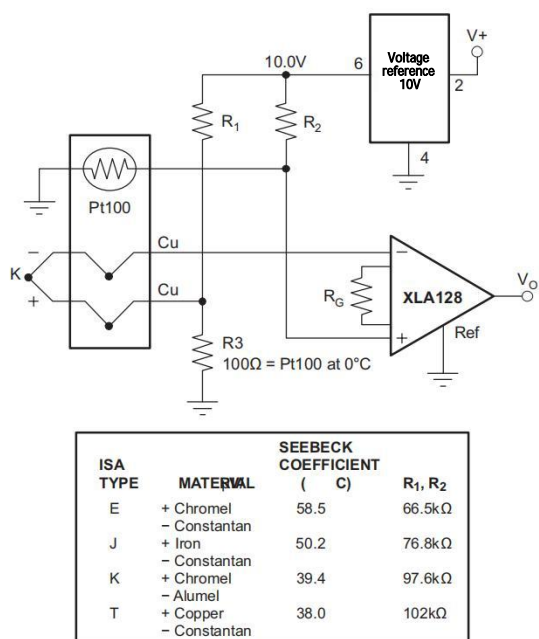 V+
10.0V
6
Voltage
reference
10V
2
R1
R2
4
Pt100
−
Cu
K
+
Cu
−
RG
XLA128
VO
+
Ref
R3
100Ω = Pt100 at 0°C
ISA
TYPE
MATERIAL
SEEBECK
COEFFICIENT
( C)
R1, R2
E + Chromel 58.5 66.5kΩ
− Constantan
J + Iron 50.2 76.8kΩ
− Constantan
K + Chromel 39.4 97.6kΩ
− Alumel
T + Copper 38.0 102kΩ
− Constantan